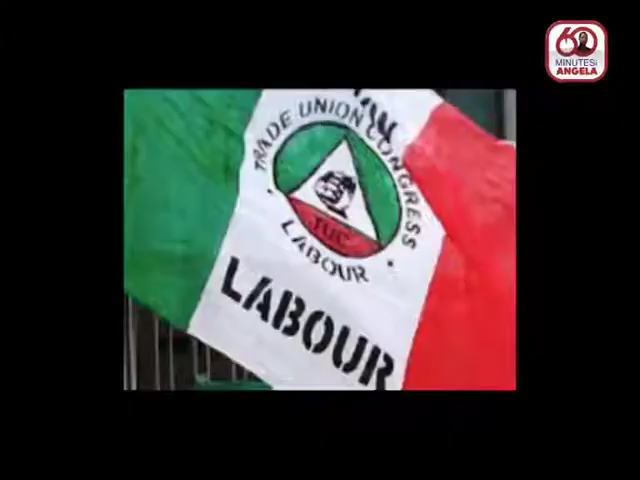 60
MINUTES
ANGELA
TRADE UNION CONGRESS
TUC
LABOUR
LABOUR